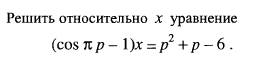 Решить относительно x уравнение
(cos π p – 1)x = p² + p – 6 .